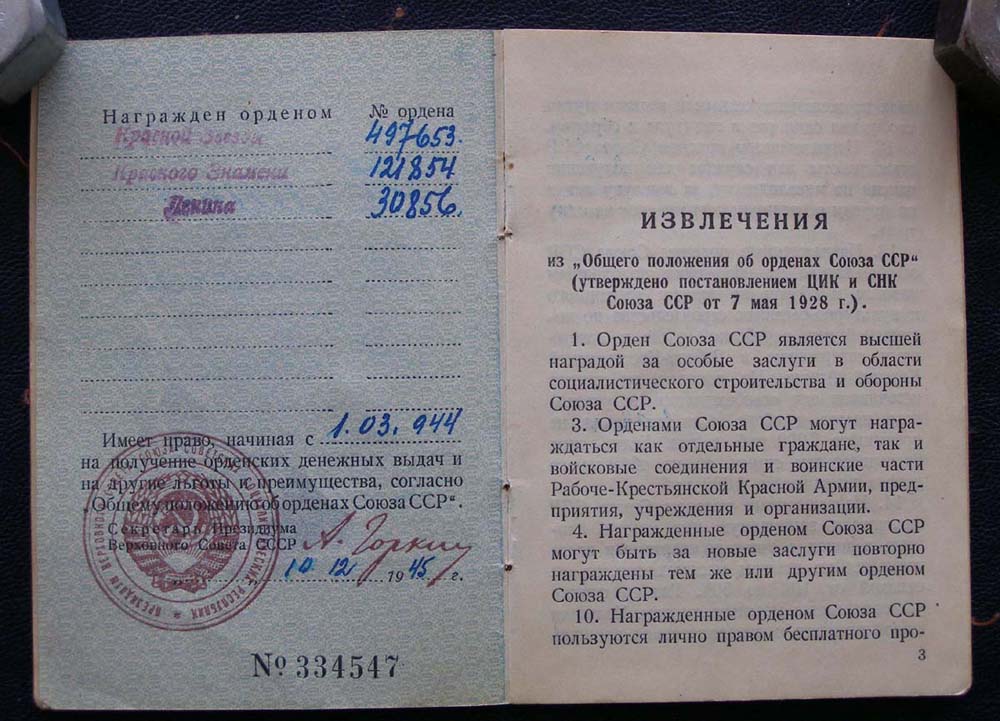 Награжден орденом № ордена
Красной Звезды 497653.
Красного Знамени 121854
Ленина 30856.
Имеет право, начиная с 1.03.944
на получение орденских денежных выдач и
на другие льготы и преимущества, согласно
„Общему положению об орденах Союза ССР“.
Секретарь Президиума
Верховного Совета СССР А. Горкин
10 12 1945 г.
№ 334547
ИЗВЛЕЧЕНИЯ
из „Общего положения об орденах Союза ССР“
(утверждено постановлением ЦИК и СНК
Союза ССР от 7 мая 1928 г.).
1. Орден Союза ССР является высшей
наградой за особые заслуги в области
социалистического строительства и обороны
Союза ССР.
3. Орденами Союза ССР могут награ-
ждаться как отдельные граждане, так и
войсковые соединения и воинские части
Рабоче-Крестьянской Красной Армии, пред-
приятия, учреждения и организации.
4. Награжденные орденом Союза ССР
могут быть за новые заслуги повторно
награждены тем же или другим орденом
Союза ССР.
10. Награжденные орденом Союза ССР
пользуются лично правом бесплатного про-
3